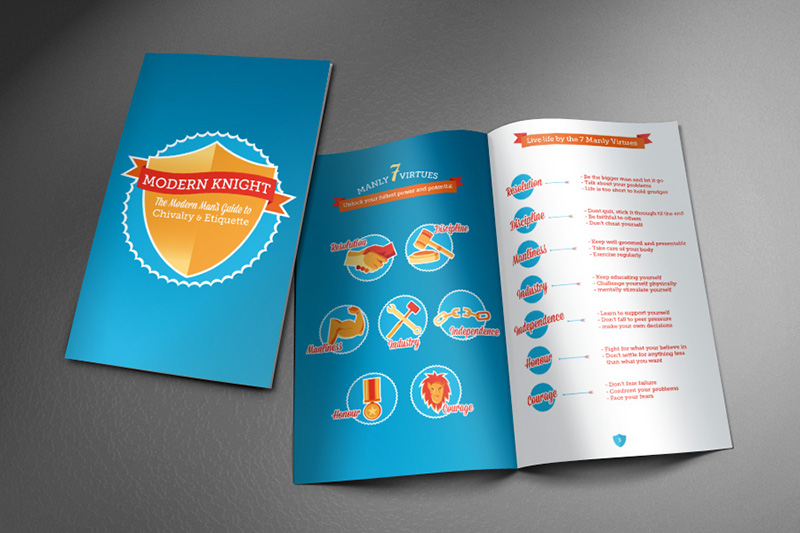 MODERN KNIGHT
The Modern Man's Guide to
Chivalry & Etiquette
MANLY 7 VIRTUES
Unlock your fullest power and potential
Resolution
Discipline
Manliness
Industry
Independence
Honour
Courage
Live life by the 7 Manly Virtues
Resolution
- Be the bigger man and let it go
- Talk about your problems
- Life is too short to hold grudges
Discipline
- Dont quit, stick it through til the end
- Be faithful to others
- Don't cheat yourself
Manliness
- Keep well groomed and presentable
- Take care of your body
- Exercise regularly
Industry
- Keep educating yourself
- Challenge yourself physically
- mentally stimulate yourself
Independence
- Learn to support yourself
- Don't fall to peer pressure
- make your own decisions
Honour
- Fight for what your believe in
- Don't settle for anything less
than what you want
Courage
- Don't fear failure
- Confront your problems
- Face your fears